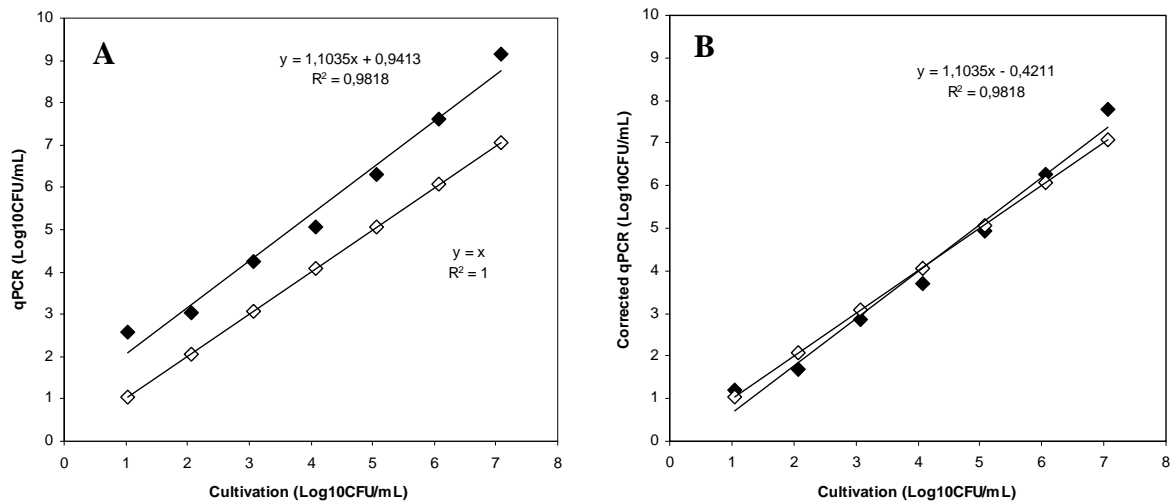 A
y = 1,1035x + 0,9413
R² = 0,9818
y = x
R² = 1
qPCR (Log10CFU/mL)
10
9
8
7
6
5
4
3
2
1
0
0 1 2 3 4 5 6 7 8
Cultivation (Log10CFU/mL)
B
y = 1,1035x - 0,4211
R² = 0,9818
Corrected qPCR (Log10CFU/mL)
10
9
8
7
6
5
4
3
2
1
0
0 1 2 3 4 5 6 7 8
Cultivation (Log10CFU/mL)